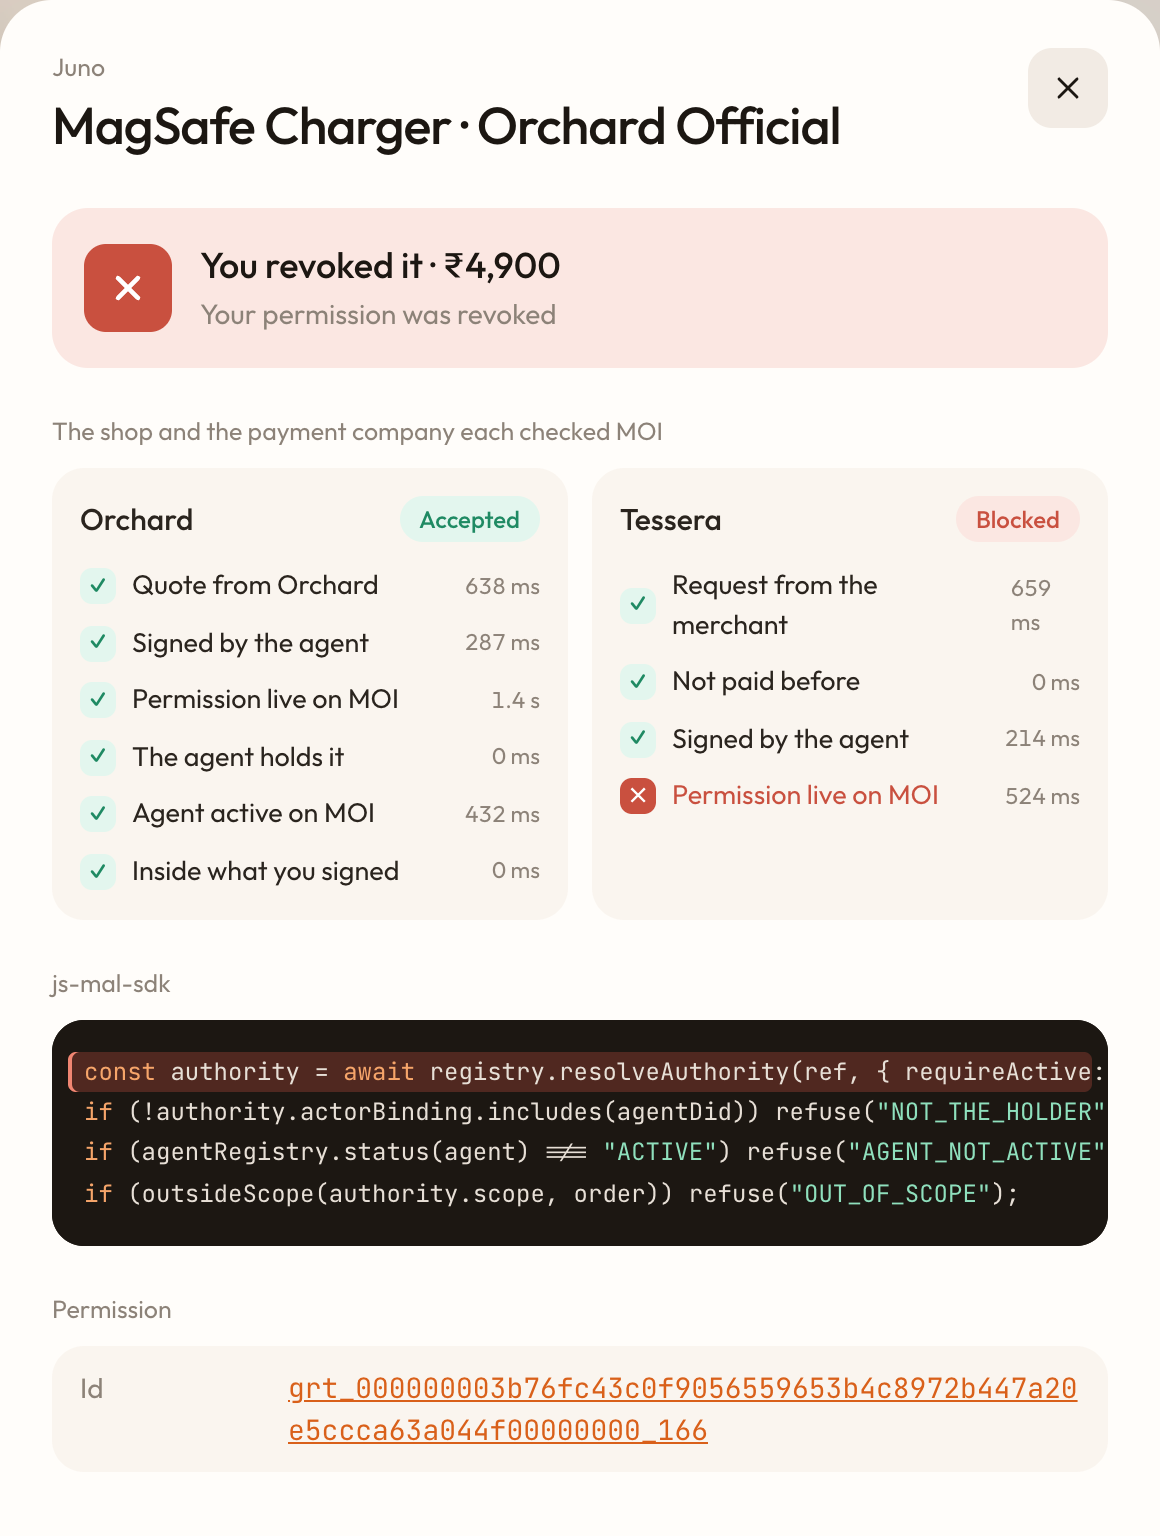 Juno
MagSafe Charger · Orchard Official
You revoked it · ₹4,900
Your permission was revoked
The shop and the payment company each checked MOI
Orchard
Accepted
Quote from Orchard 638 ms
Signed by the agent 287 ms
Permission live on MOI 1.4 s
The agent holds it 0 ms
Agent active on MOI 432 ms
Inside what you signed 0 ms
Tessera
Blocked
Request from the
merchant
659
ms
Not paid before 0 ms
Signed by the agent 214 ms
Permission live on MOI 524 ms
js-mal-sdk
const authority = await registry.resolveAuthority(ref, { requireActive:
if (!authority.actorBinding.includes(agentDid)) refuse("NOT_THE_HOLDER"
if (agentRegistry.status(agent) !== "ACTIVE") refuse("AGENT_NOT_ACTIVE"
if (outsideScope(authority.scope, order)) refuse("OUT_OF_SCOPE");
Permission
Id
grt_000000003b76fc43c0f9056559653b4c8972b447a20
e5ccca63a044f00000000_166